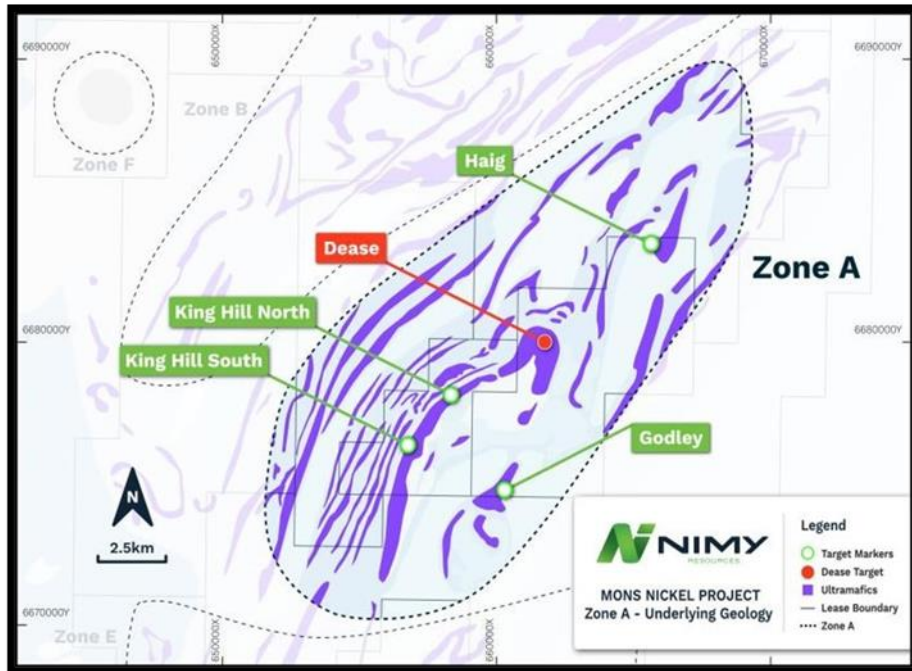 650000X
660000X
670000X
6690000Y
6690000Y
Zone B
Zone F
Haig
Dease
Zone A
King Hill North
6680000Y
6680000Y
King Hill South
Godley
N
2.5km
NIMY
RESOURCES
MONS NICKEL PROJECT
Zone A - Underlying Geology
Legend
Target Markers
Dease Target
Ultramafics
Lease Boundary
Zone A
6670000Y
Zone E
650000X
660000X